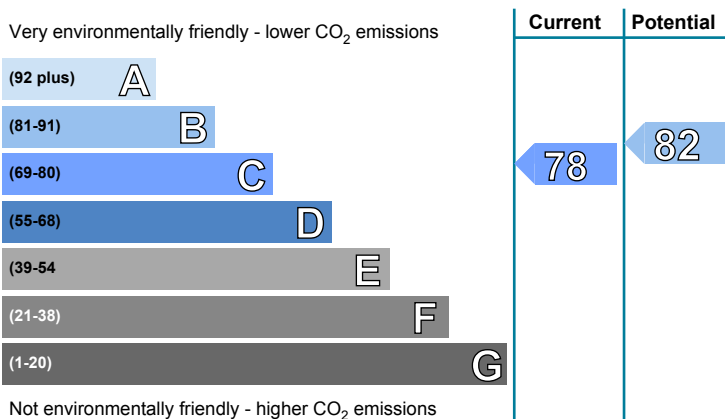 Very environmentally friendly - lower CO2 emissions
Current
Potential
(92 plus) A
(81-91) B
(69-80) C
(55-68) D
(39-54 E
(21-38) F
(1-20) G
78
82
Not environmentally friendly - higher CO2 emissions